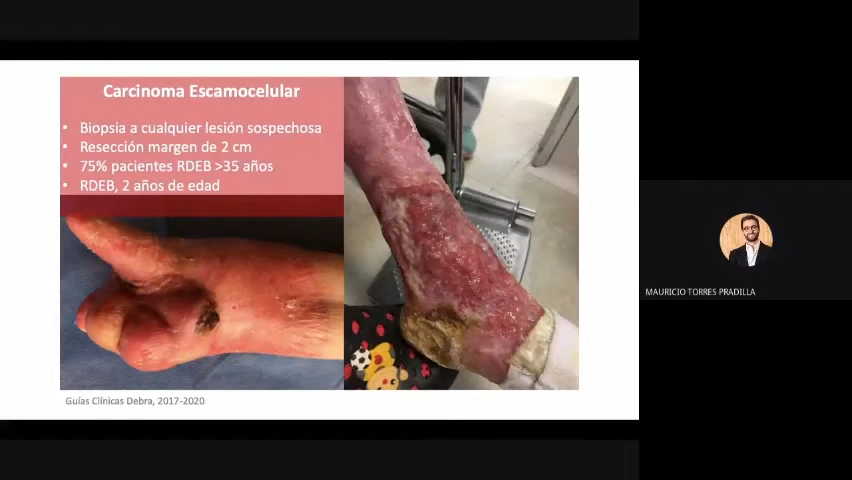 Carcinoma Escamocelular
• Biopsia a cualquier lesión sospechosa
• Resección margen de 2 cm
• 75% pacientes RDEB >35 años
• RDEB, 2 años de edad
MAURICIO TORRES PRADILLA
Guías Clínicas Debra, 2017-2020